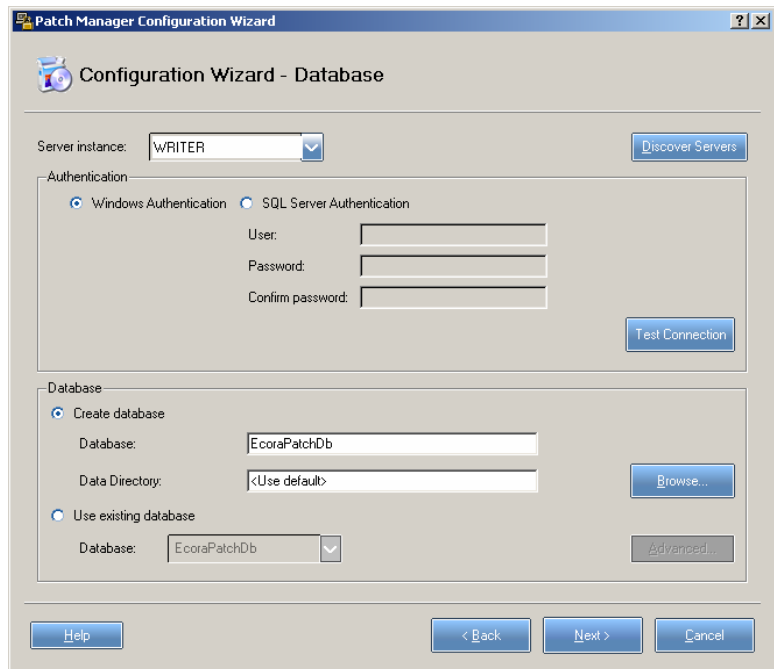 Patch Manager Configuration Wizard
Configuration Wizard - Database
Server instance: WRITER Discover Servers
Authentication
Windows Authentication SQL Server Authentication
User:
Password:
Confirm password:
Test Connection
Database
Create database
Database: EcoraPatchDb
Data Directory: <Use default> Browse...
Use existing database
Database: EcoraPatchDb Advanced...
Help < Back Next > Cancel